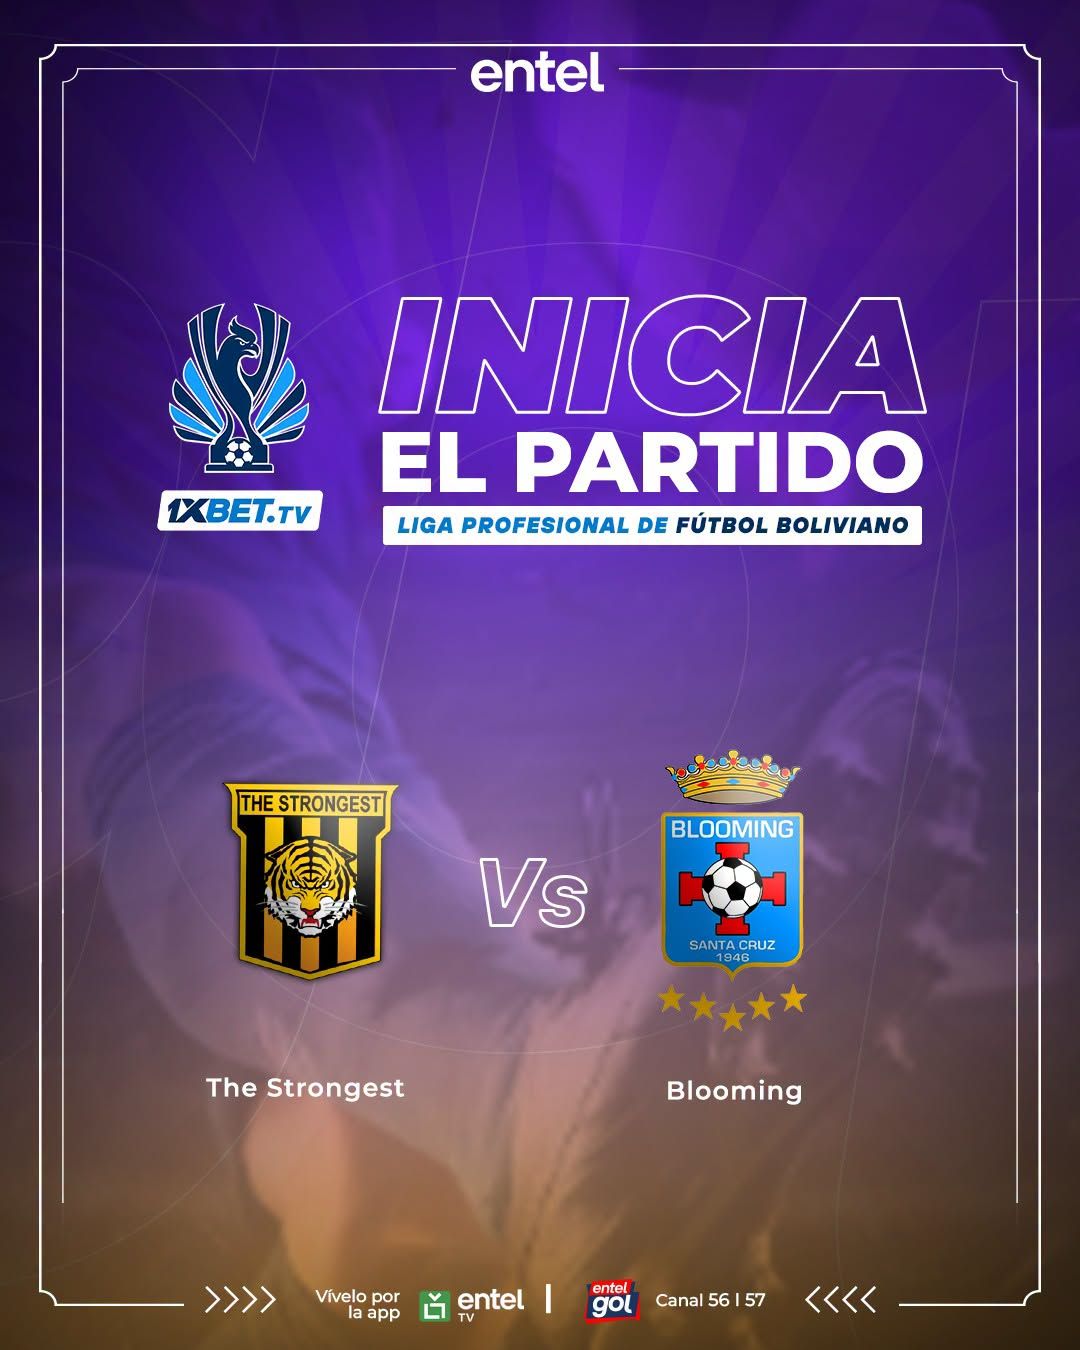 entel
INICIA
EL PARTIDO
1XBET.TV
LIGA PROFESIONAL DE FÚTBOL BOLIVIANO
THE STRONGEST
Vs
BLOOMING
SANTA CRUZ
1946
The Strongest
Blooming
Vívelo por
la app
entel
TV
entel
gol
Canal 56 | 57